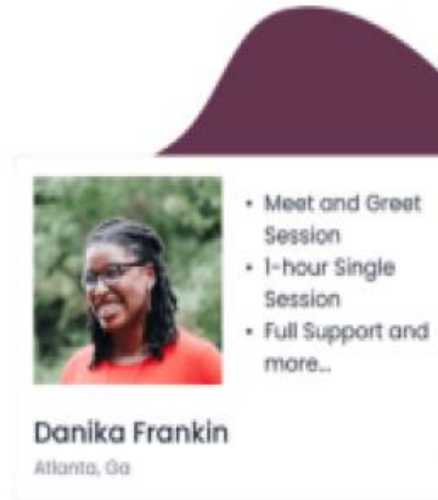 • Meet and Greet
Session
• 1-hour Single
Session
• Full Support and
more...
Danika Frankin
Atlanta, Ga